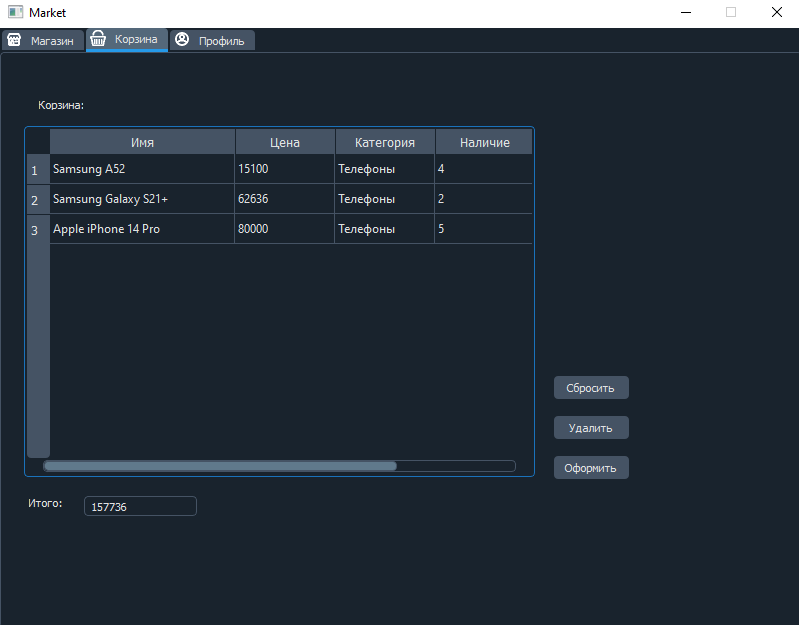 Market
Магазин Корзина Профиль
Корзина:
Имя Цена Категория Наличие
1 Samsung A52 15100 Телефоны 4
2 Samsung Galaxy S21+ 62636 Телефоны 2
3 Apple iPhone 14 Pro 80000 Телефоны 5
Сбросить
Удалить
Оформить
Итого: 157736